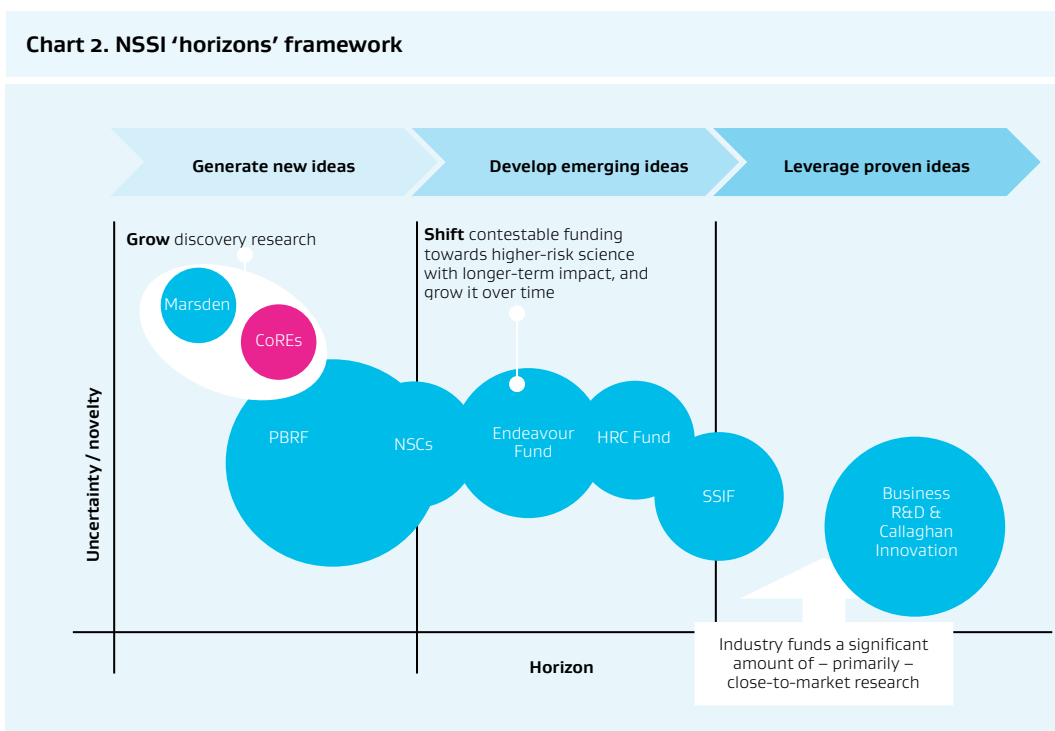 Chart 2. NSSI ‘horizons’ framework
Generate new ideas
Develop emerging ideas
Leverage proven ideas
Grow discovery research
Shift contestable funding
towards higher-risk science
with longer-term impact, and
grow it over time
Marsden
CoREs
PBRF
NSCs
Endeavour
Fund
HRC Fund
SSIF
Business
R&D &
Callaghan
Innovation
Uncertainty / novelty
Horizon
Industry funds a significant
amount of – primarily –
close-to-market research